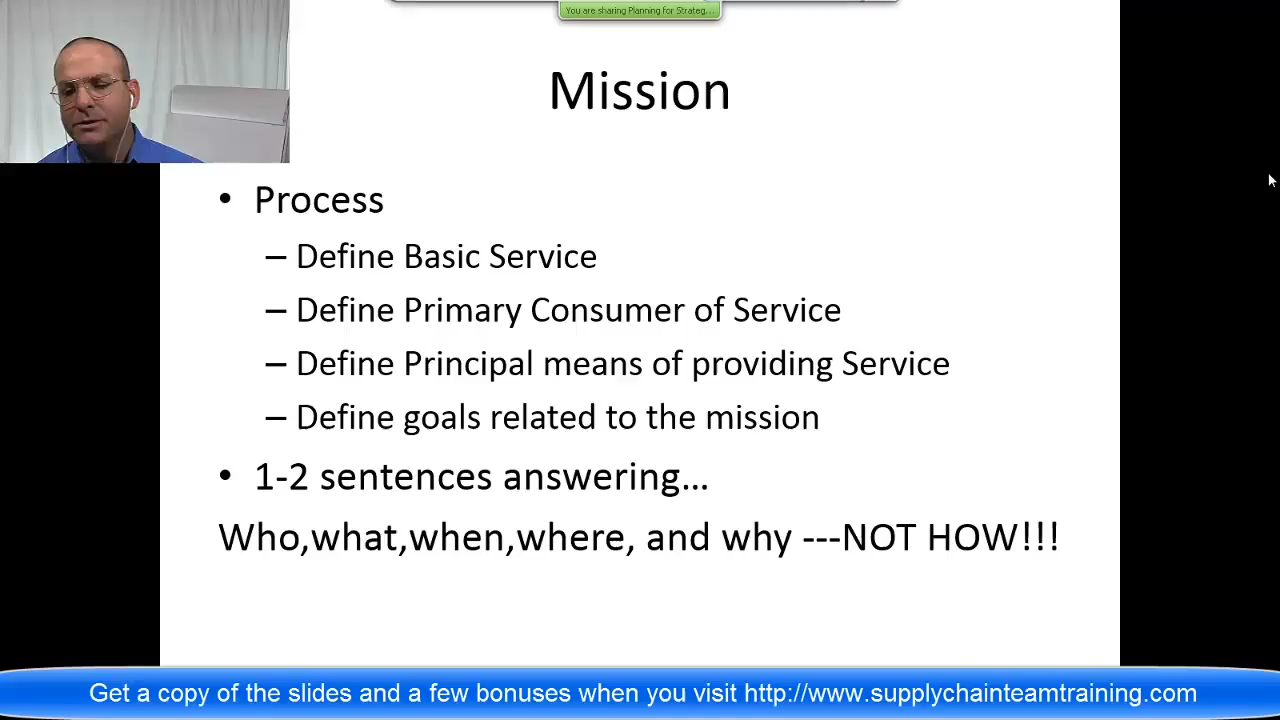 You are sharing Planning for Strateg...
Mission
• Process
– Define Basic Service
– Define Primary Consumer of Service
– Define Principal means of providing Service
– Define goals related to the mission
• 1-2 sentences answering…
Who,what,when,where, and why ---NOT HOW!!!
Get a copy of the slides and a few bonuses when you visit http://www.supplychainteamtraining.com